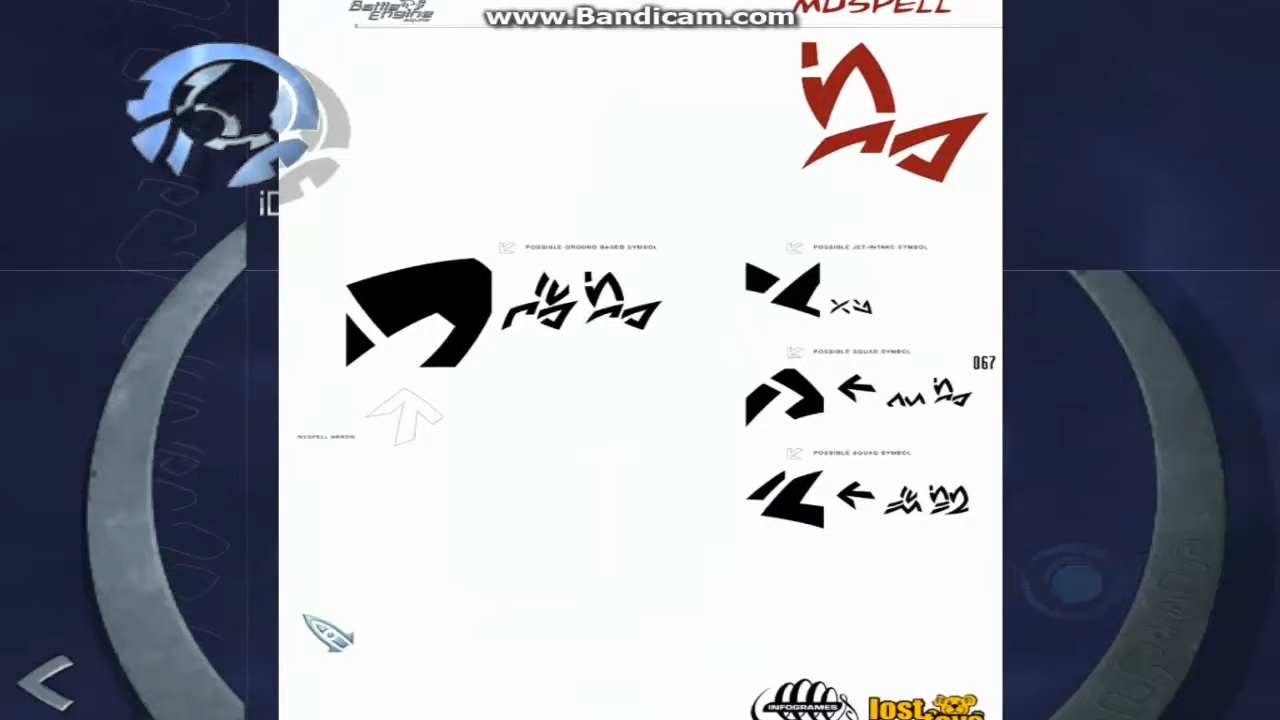 www.Bandicam.com
Battle Engine
MUSPELL
POSSIBLE GROUND BASED SYMBOL
POSSIBLE JET-INTAKE SYMBOL
POSSIBLE SQUAD SYMBOL
067
MUSPELL ARROW
POSSIBLE SQUAD SYMBOL
INFOGRAMES
lost toys